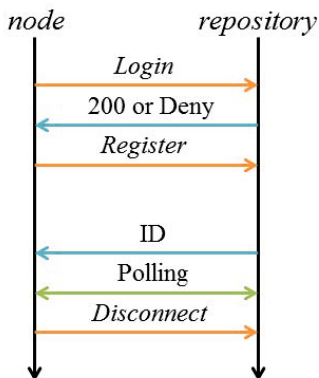 node repository
Login
200 or Deny
Register
ID
Polling
Disconnect